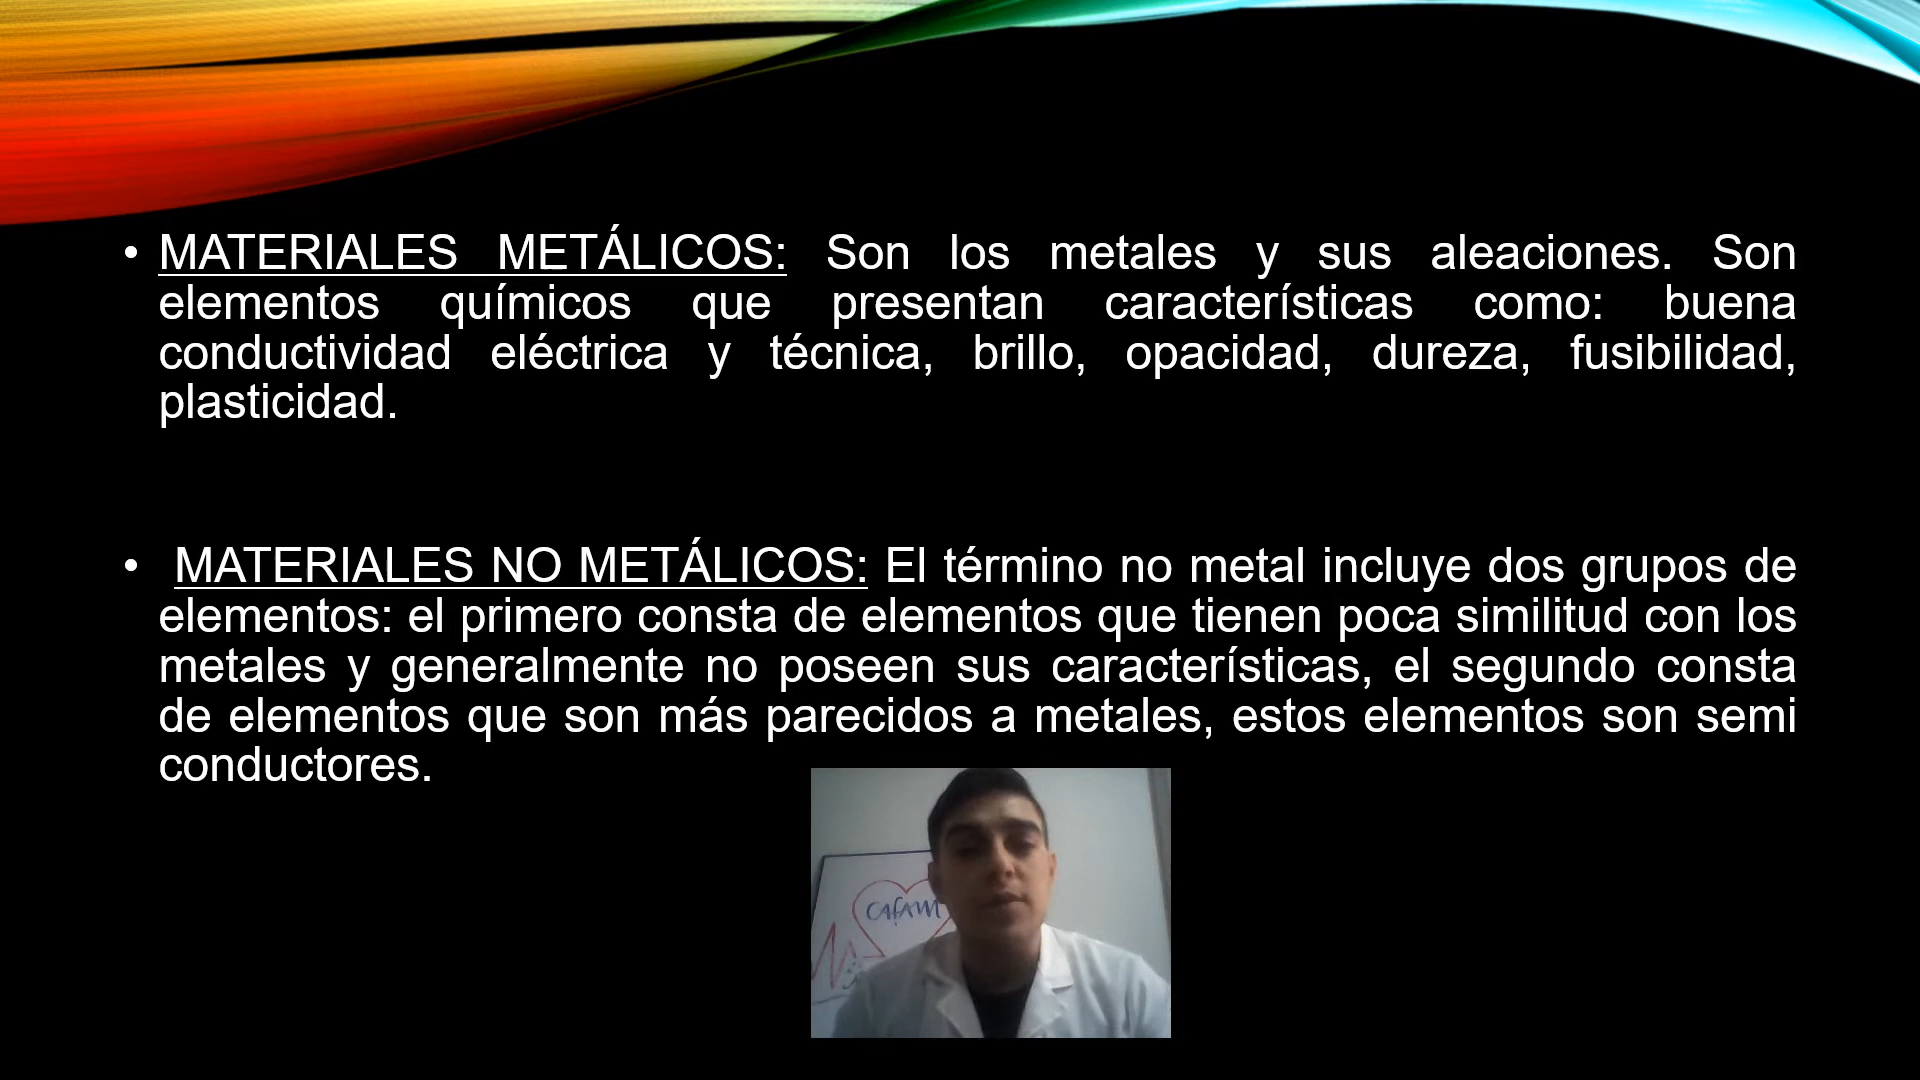 • MATERIALES METÁLICOS: Son los metales y sus aleaciones. Son
elementos químicos que presentan características como: buena
conductividad eléctrica y técnica, brillo, opacidad, dureza, fusibilidad,
plasticidad.
• MATERIALES NO METÁLICOS: El término no metal incluye dos grupos de
elementos: el primero consta de elementos que tienen poca similitud con los
metales y generalmente no poseen sus características, el segundo consta
de elementos que son más parecidos a metales, estos elementos son semi
conductores.
CAFAM